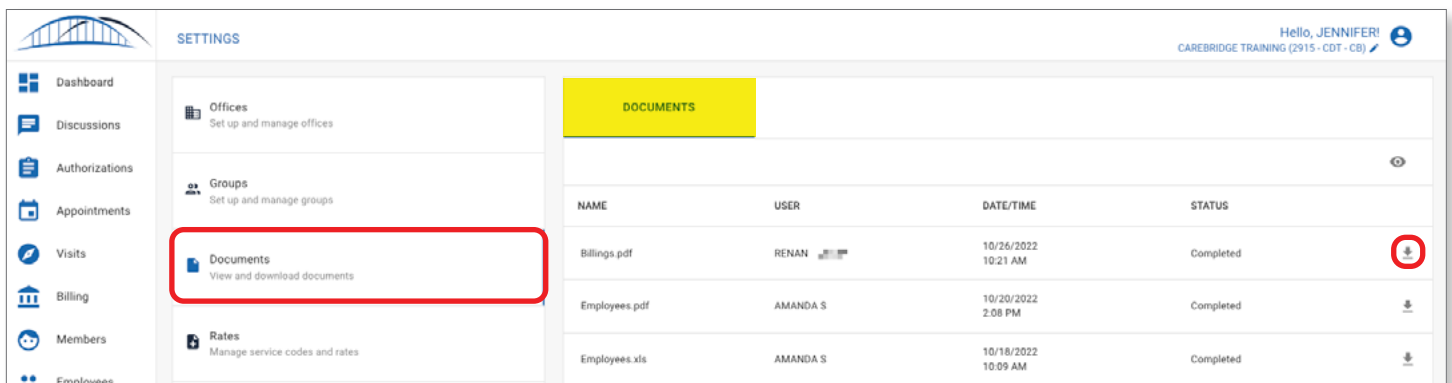 SETTINGS
Hello, JENNIFER!
CAREBRIDGE TRAINING (2915 - CDT - CB)
Dashboard
Discussions
Authorizations
Appointments
Visits
Billing
Members
Employees
Offices
Set up and manage offices
Groups
Set up and manage groups
Documents
View and download documents
Rates
Manage service codes and rates
DOCUMENTS
NAME USER DATE/TIME STATUS
Billings.pdf RENAN 10/26/2022 10:21 AM Completed
Employees.pdf AMANDA S 10/20/2022 2:08 PM Completed
Employees.xls AMANDA S 10/18/2022 10:09 AM Completed